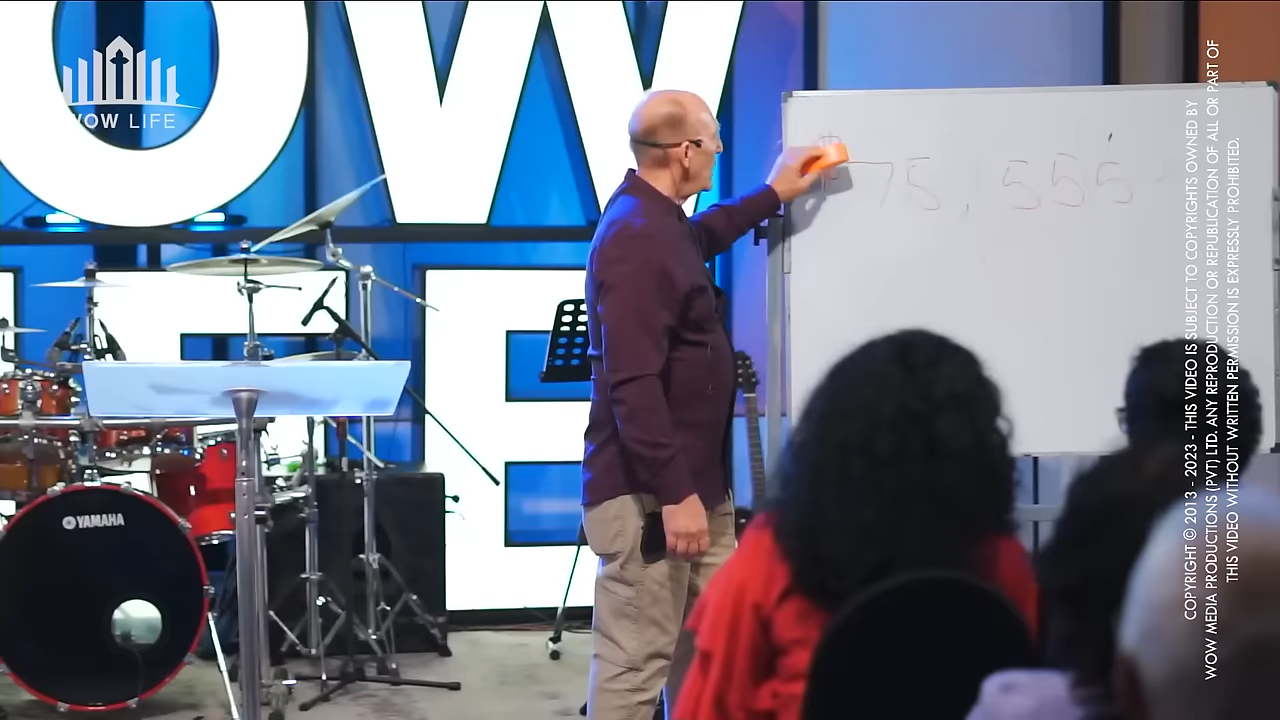 OW
WOW LIFE
75, 555
YAMAHA
COPYRIGHT © 2013 - 2023 - THIS VIDEO IS SUBJECT TO COPYRIGHTS OWNED BY
WOW MEDIA PRODUCTIONS (PVT) LTD. ANY REPRODUCTION OR REPUBLICATION OF ALL OR PART OF
THIS VIDEO WITHOUT WRITTEN PERMISSION IS EXPRESSLY PROHIBITED.